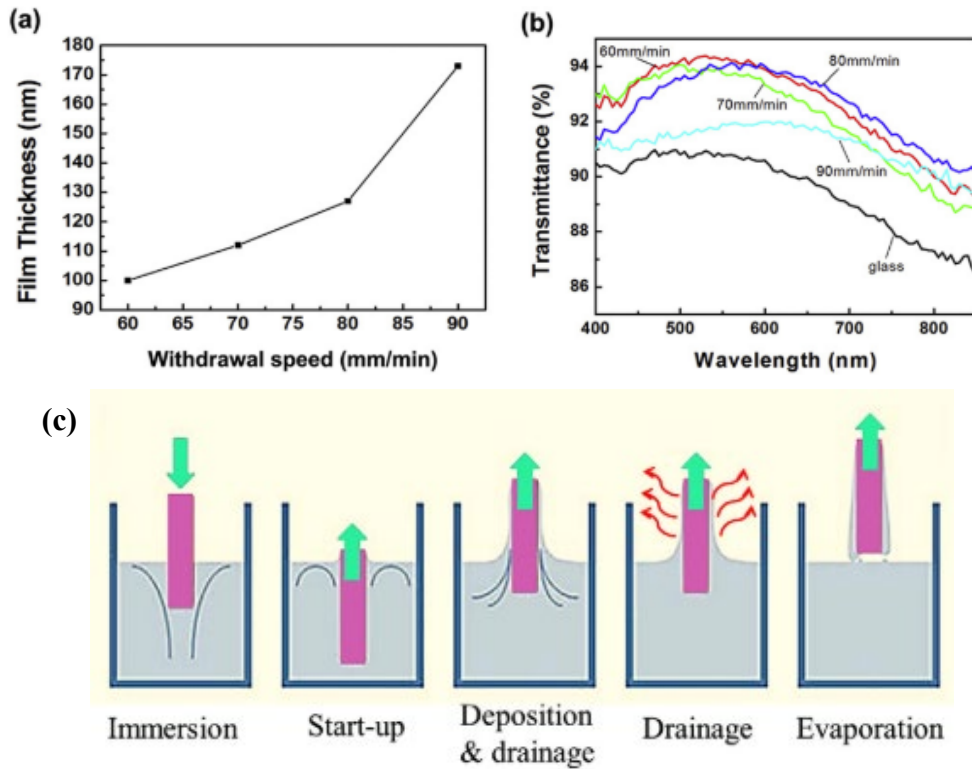 (a)
180
170
160
150
140
130
120
110
100
90
Film Thickness (nm)
60 65 70 75 80 85 90
Withdrawal speed (mm/min)
(b)
94
92
90
88
86
Transmittance (%)
60mm/min
80mm/min
70mm/min
90mm/min
glass
400 500 600 700 800
Wavelength (nm)
(c)
Immersion
Start-up
Deposition
& drainage
Drainage
Evaporation